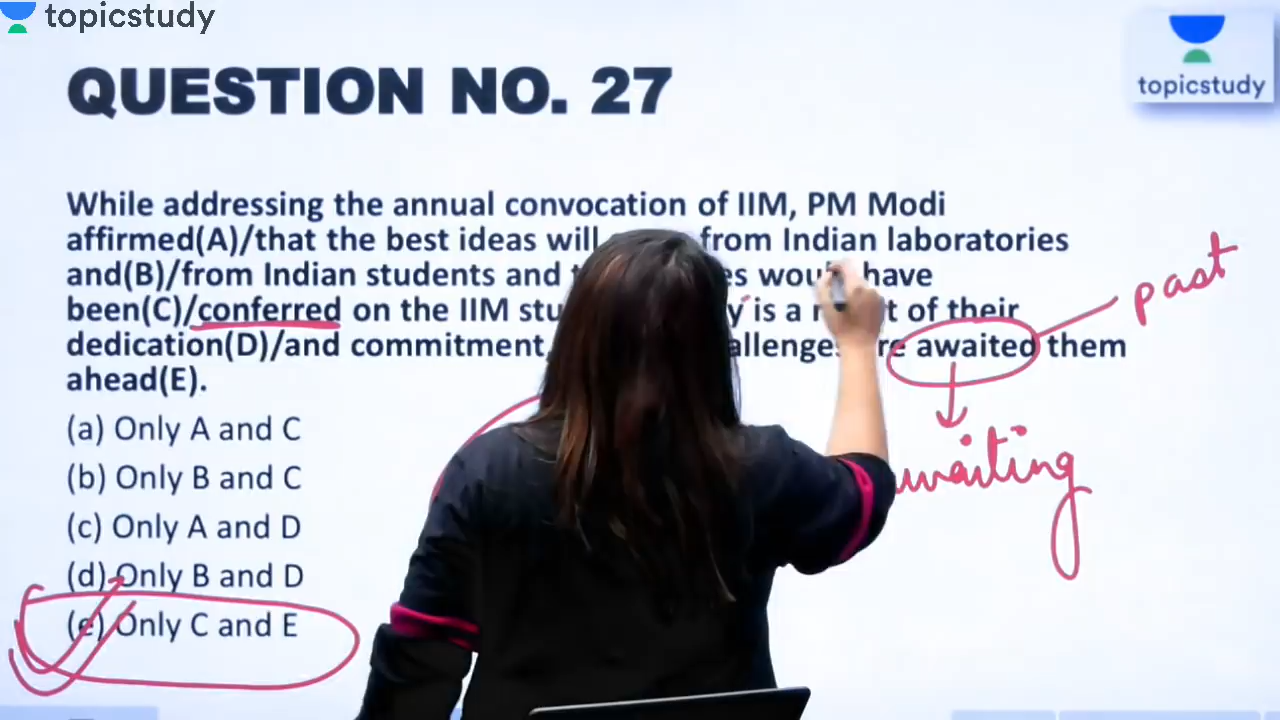 topicstudy
topicstudy
QUESTION NO. 27
While addressing the annual convocation of IIM, PM Modi
affirmed(A)/that the best ideas will from Indian laboratories
and(B)/from Indian students and would have
been(C)/conferred on the IIM is a of their
dedication(D)/and commitment, awaited them
ahead(E).
past
awaiting
(a) Only A and C
(b) Only B and C
(c) Only A and D
(d) Only B and D
(e) Only C and E